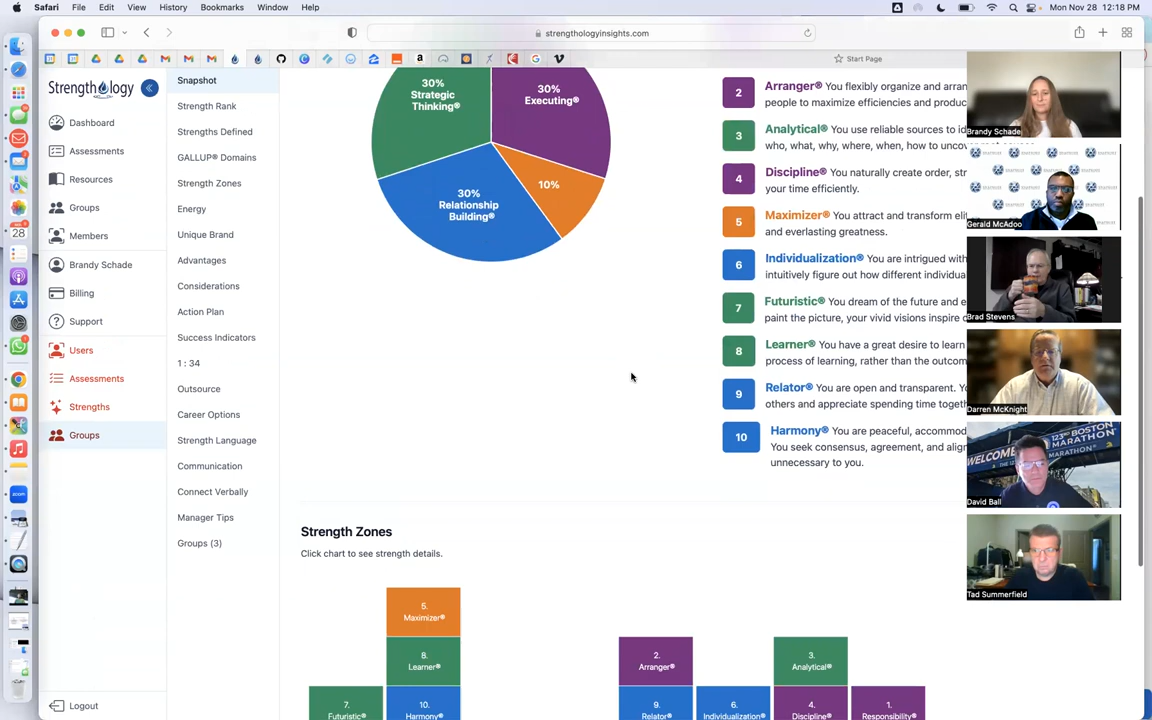 Safari File Edit View History Bookmarks Window Help
Mon Nov 28 12:18 PM
strengthologyinsights.com
Start Page
Strengthology
Dashboard
Assessments
Resources
Groups
Members
Brandy Schade
Billing
Support
Users
Assessments
Strengths
Groups
Logout
Snapshot
Strength Rank
Strengths Defined
GALLUP® Domains
Strength Zones
Energy
Unique Brand
Advantages
Considerations
Action Plan
Success Indicators
1 : 34
Outsource
Career Options
Strength Language
Communication
Connect Verbally
Manager Tips
Groups (3)
30%
Strategic
Thinking®
30%
Executing®
10%
30%
Relationship
Building®
2
Arranger® You flexibly organize and arran
people to maximize efficiencies and produc
3
Analytical® You use reliable sources to id
who, what, why, where, when, how to uncov
4
Discipline® You naturally create order, str
your time efficiently.
5
Maximizer® You attract and transform eli
and everlasting greatness.
6
Individualization® You are intrigued with
intuitively figure out how different individua
7
Futuristic® You dream of the future and e
paint the picture, your vivid visions inspire
8
Learner® You have a great desire to learn
process of learning, rather than the outcom
9
Relator® You are open and transparent. Yo
others and appreciate spending time togeth
10
Harmony® You are peaceful, accommod
You seek consensus, agreement, and alig
unnecessary to you.
Strength Zones
Click chart to see strength details.
5.
Maximizer®
8.
Learner®
7.
Futuristic®
10.
Harmony®
2.
Arranger®
3.
Analytical®
9.
Relator®
6.
Individualization®
4.
Discipline®
1.
Responsibility®
Brandy Schade
Gerald McAdoo
Brad Stevens
Darren McKnight
WELCOME
123RD BOSTON
MARATHON
David Ball
Tad Summerfield
28
zoom